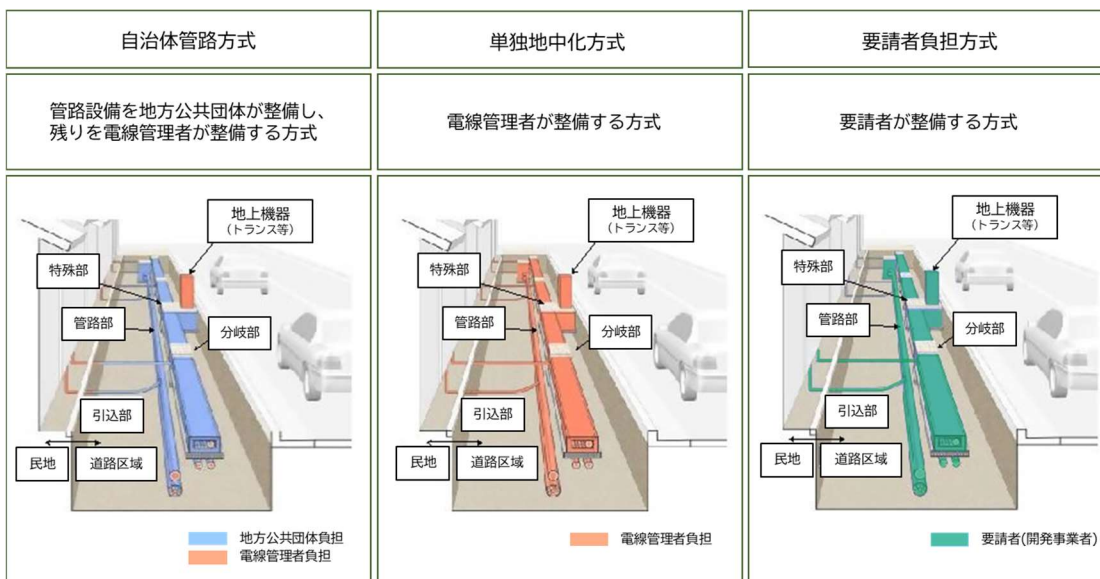 自治体管路方式
単独地中化方式
要請者負担方式
管路設備を地方公共団体が整備し、
残りを電線管理者が整備する方式
電線管理者が整備する方式
要請者が整備する方式
地上機器
（トランス等）
特殊部
管路部
分岐部
引込部
民地
道路区域
地方公共団体負担
電線管理者負担
地上機器
（トランス等）
特殊部
管路部
分岐部
引込部
民地
道路区域
電線管理者負担
地上機器
（トランス等）
特殊部
管路部
分岐部
引込部
民地
道路区域
要請者(開発事業者)